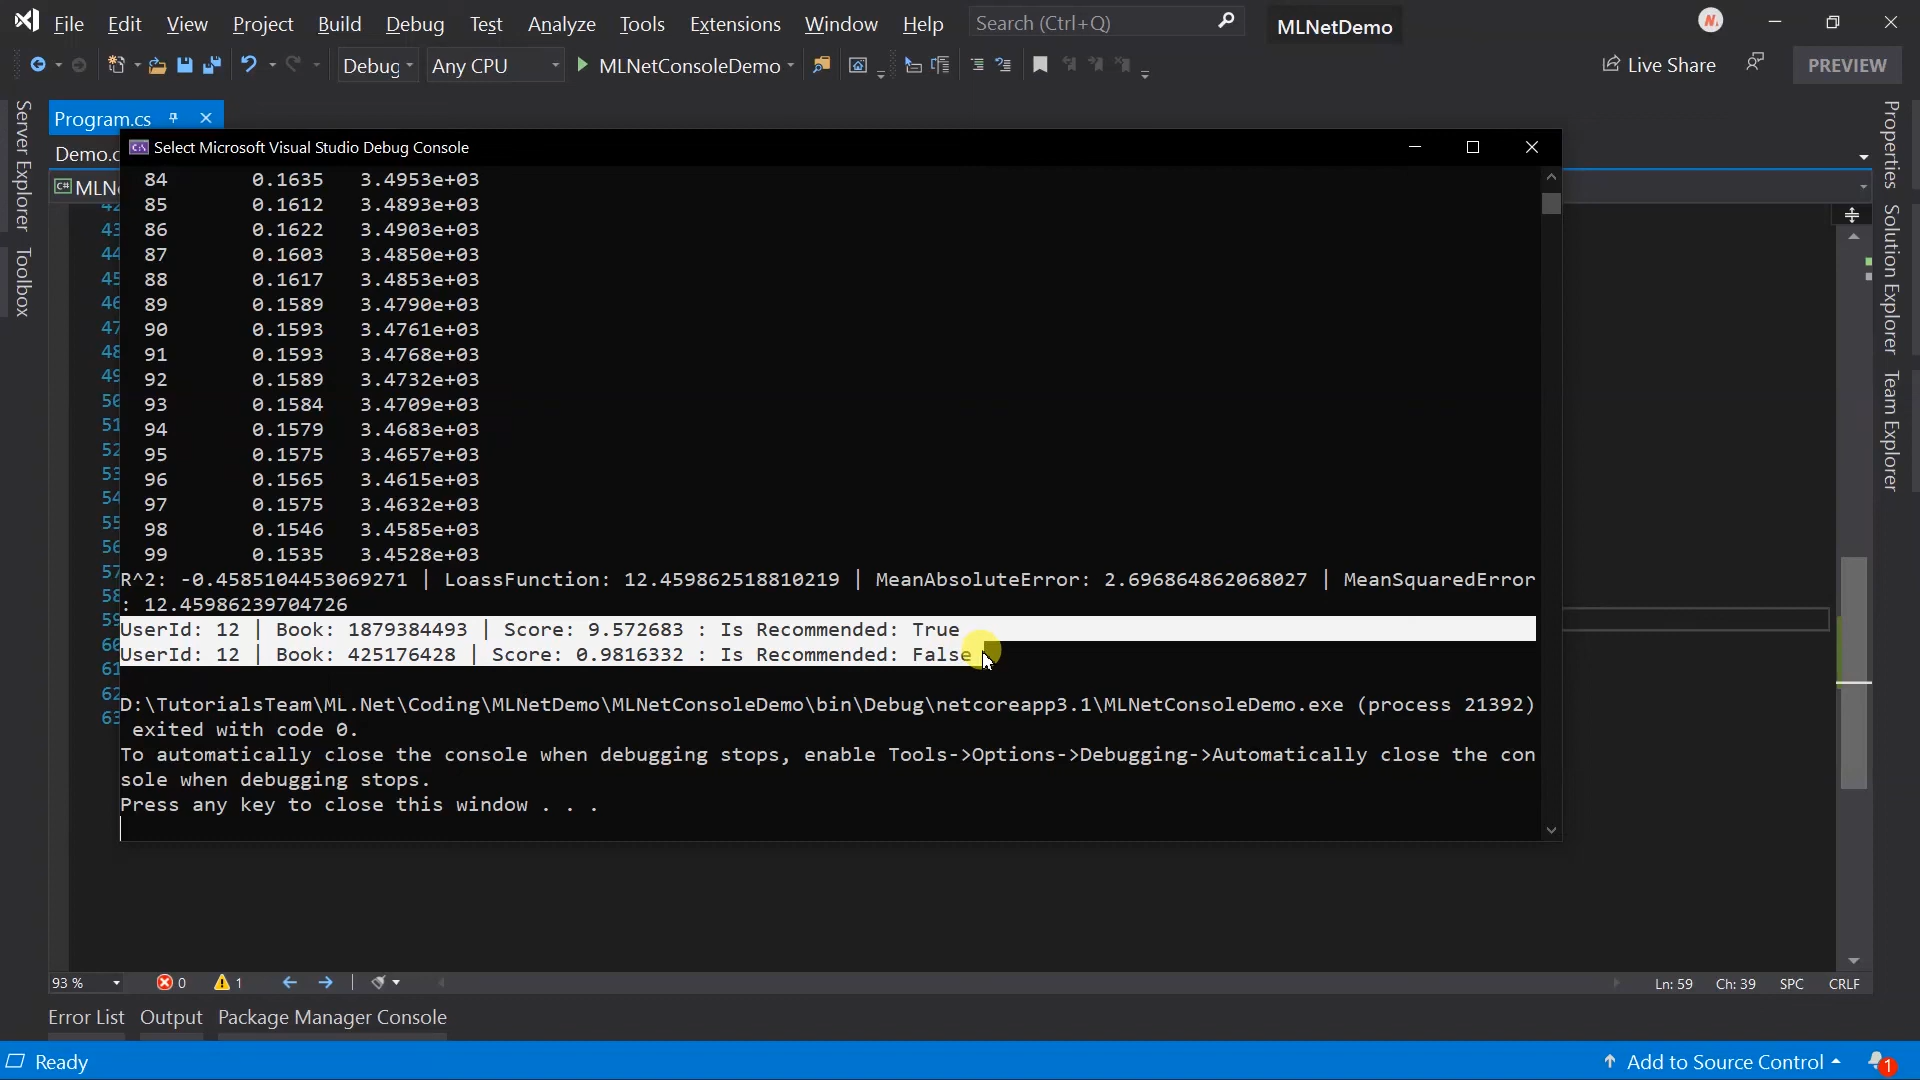 File Edit View Project Build Debug Test Analyze Tools Extensions Window Help Search (Ctrl+Q) MLNetDemo
Debug Any CPU MLNetConsoleDemo Live Share PREVIEW
Program.cs
Demo.c
MLN
Server Explorer
Toolbox
Properties
Solution Explorer
Team Explorer
Select Microsoft Visual Studio Debug Console
84 0.1635 3.4953e+03
85 0.1612 3.4893e+03
86 0.1622 3.4903e+03
87 0.1603 3.4850e+03
88 0.1617 3.4853e+03
89 0.1589 3.4790e+03
90 0.1593 3.4761e+03
91 0.1593 3.4768e+03
92 0.1589 3.4732e+03
93 0.1584 3.4709e+03
94 0.1579 3.4683e+03
95 0.1575 3.4657e+03
96 0.1565 3.4615e+03
97 0.1575 3.4632e+03
98 0.1546 3.4585e+03
99 0.1535 3.4528e+03
R^2: -0.4585104453069271 | LoassFunction: 12.459862518810219 | MeanAbsoluteError: 2.696864862068027 | MeanSquaredError
: 12.45986239704726
UserId: 12 | Book: 1879384493 | Score: 9.572683 : Is Recommended: True
UserId: 12 | Book: 425176428 | Score: 0.9816332 : Is Recommended: False
D:\TutorialsTeam\ML.Net\Coding\MLNetDemo\MLNetConsoleDemo\bin\Debug\netcoreapp3.1\MLNetConsoleDemo.exe (process 21392)
exited with code 0.
To automatically close the console when debugging stops, enable Tools->Options->Debugging->Automatically close the con
sole when debugging stops.
Press any key to close this window . . .
93 % 0 1 Ln: 59 Ch: 39 SPC CRLF
Error List Output Package Manager Console
Ready Add to Source Control 1